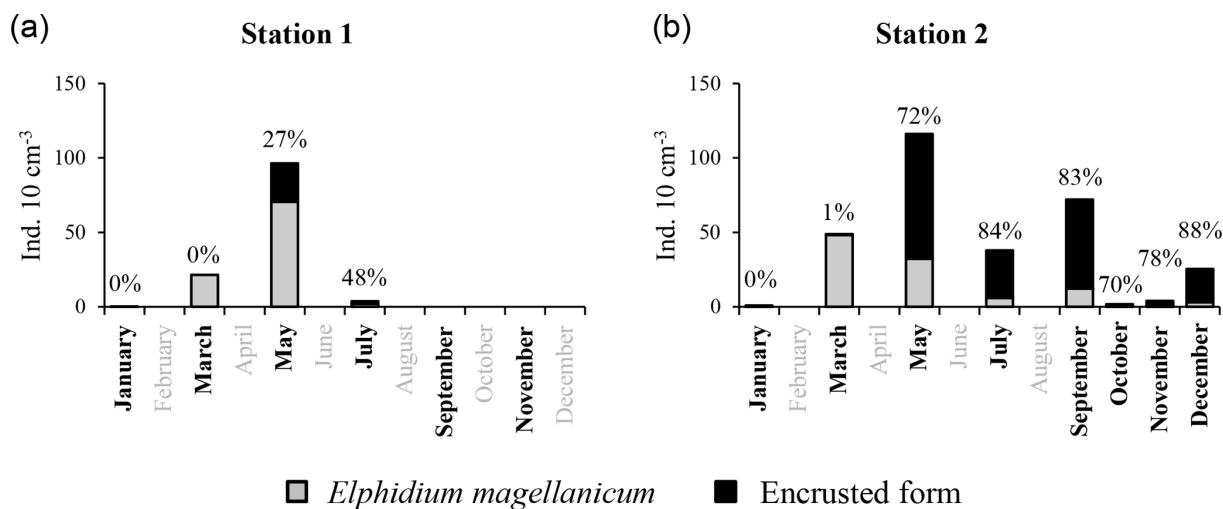 (a)
Station 1
Ind. 10 cm⁻³
150
100
50
0
0%
0%
27%
48%
January
February
March
April
May
June
July
August
September
October
November
December
(b)
Station 2
Ind. 10 cm⁻³
150
100
50
0
0%
1%
72%
84%
83%
70%
78%
88%
January
February
March
April
May
June
July
August
September
October
November
December
Elphidium magellanicum
Encrusted form